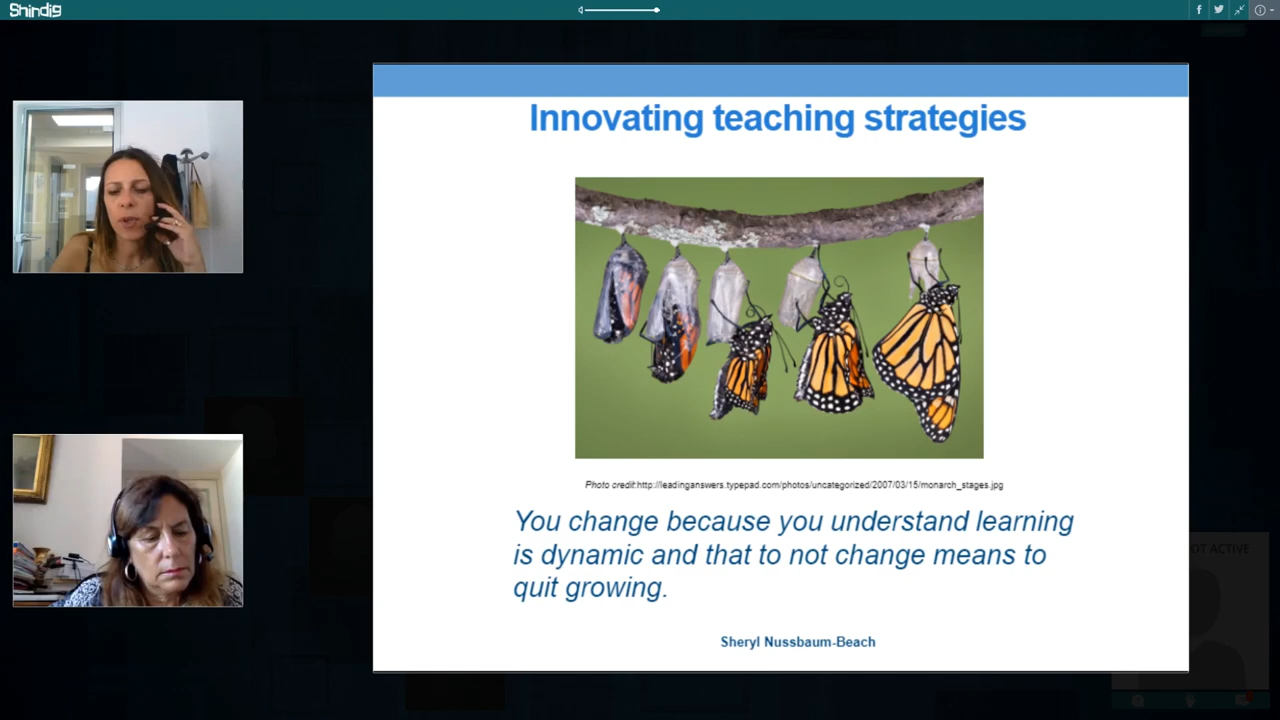 Shindig
Innovating teaching strategies
Photo credit:http://leadinganswers.typepad.com/photos/uncategorized/2007/03/15/monarch_stages.jpg
You change because you understand learning
is dynamic and that to not change means to
quit growing.
Sheryl Nussbaum-Beach
OT ACTIVE